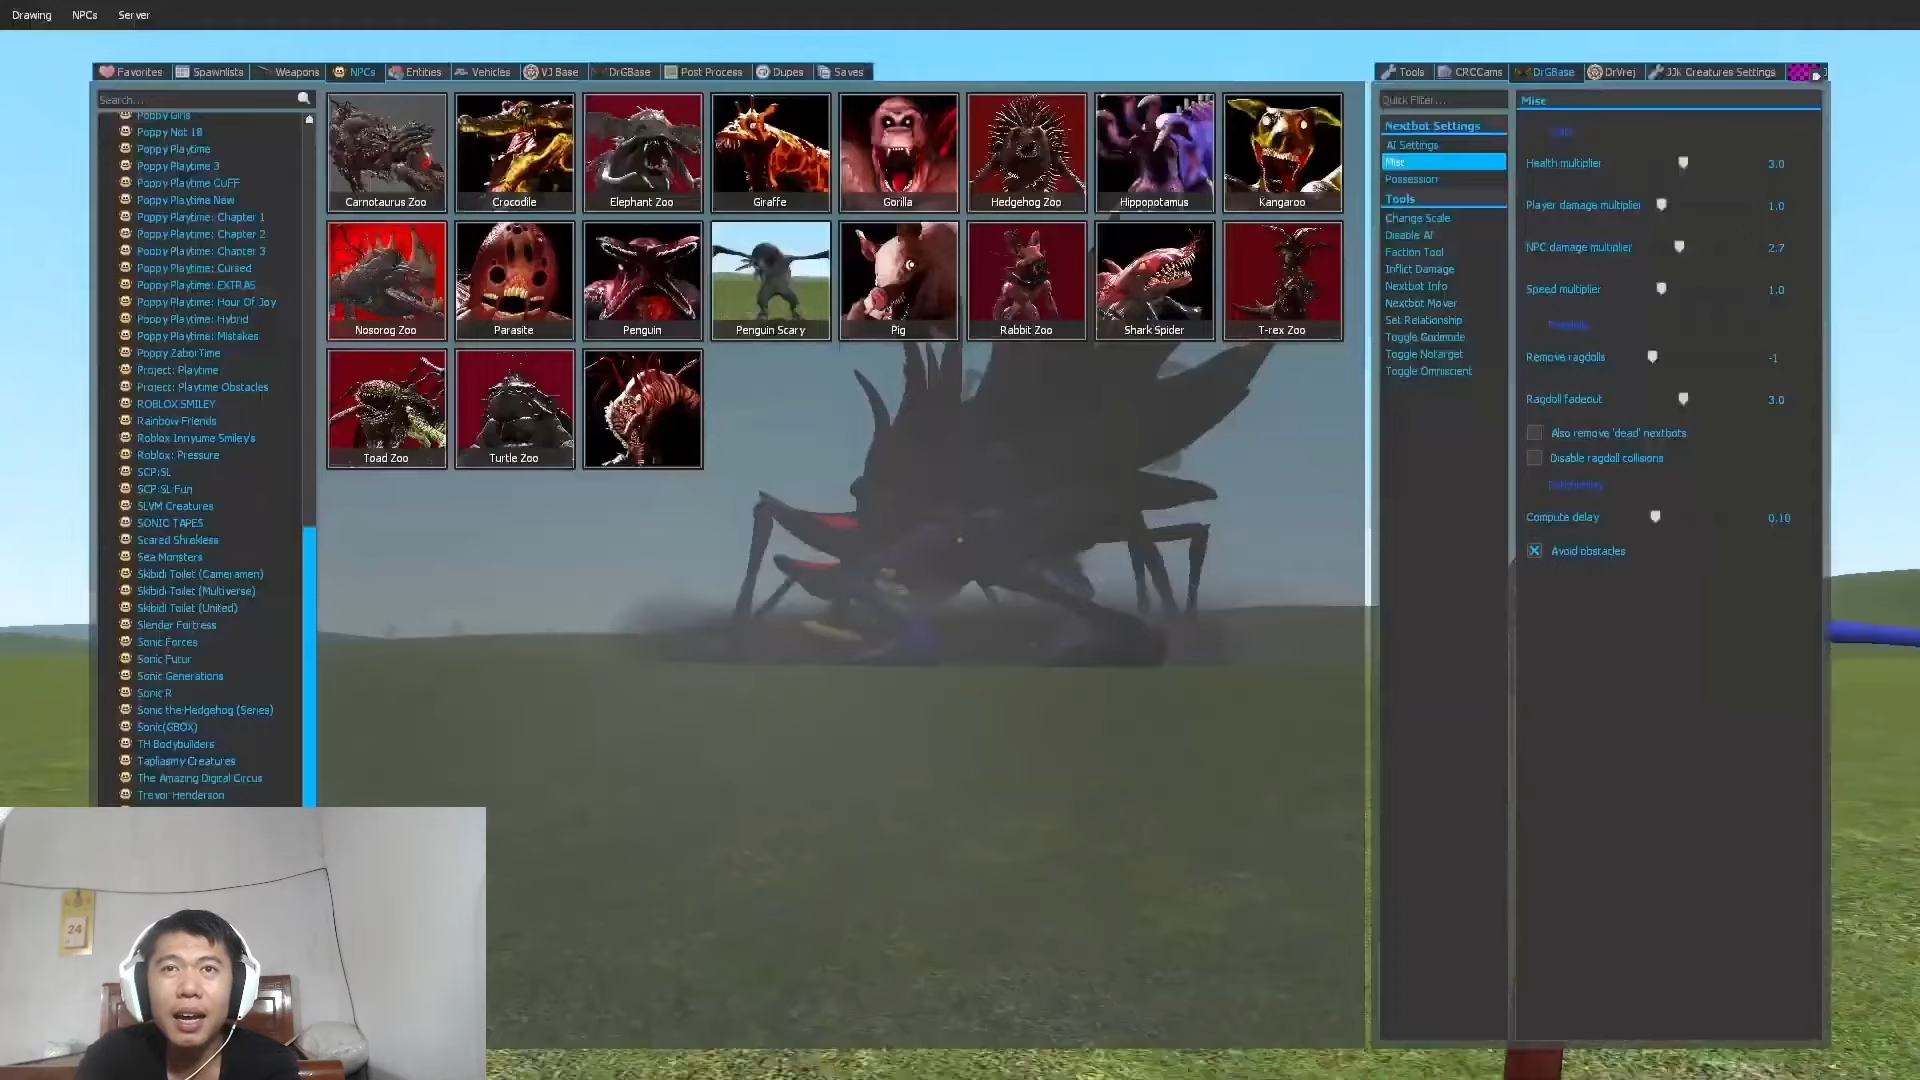 Drawing NPCs Server
Favorites Spawnlists Weapons NPCs Entities Vehicles VJ Base DrGBase Post Process Dupes Saves
Search...
Poppy Girls
Poppy Not 18
Poppy Playtime
Poppy Playtime 3
Poppy Playtime CUFF
Poppy Playtime New
Poppy Playtime: Chapter 1
Poppy Playtime: Chapter 2
Poppy Playtime: Chapter 3
Poppy Playtime: Cursed
Poppy Playtime: EXTRAS
Poppy Playtime: Hour Of Joy
Poppy Playtime: Hybrid
Poppy Playtime: Mistakes
Poppy ZaborTime
Project: Playtime
Project: Playtime Obstacles
ROBLOX SMILEY
Rainbow Friends
Roblox Innyume Smiley's
Roblox: Pressure
SCP:SL
SCP:SL Fun
SLVM Creatures
SONIC TAPES
Scared Shrekless
Sea Monsters
Skibidi Toilet (Cameramen)
Skibidi Toilet (Multiverse)
Skibidi Toilet (United)
Slender Fortress
Sonic Forces
Sonic Futur
Sonic Generations
Sonic R
Sonic the Hedgehog (Series)
Sonic(GBOX)
TH Bodybuilders
Tapliasmy Creatures
The Amazing Digital Circus
Trevor Henderson
Carnotaurus Zoo Crocodile Elephant Zoo Giraffe Gorilla Hedgehog Zoo Hippopotamus Kangaroo
Nosorog Zoo Parasite Penguin Penguin Scary Pig Rabbit Zoo Shark Spider T-rex Zoo
Toad Zoo Turtle Zoo
Tools CRCCams DrGBase DrVrej JJK Creatures Settings
Quick Filter...
Nextbot Settings
AI Settings
Misc
Possession
Tools
Change Scale
Disable AI
Faction Tool
Inflict Damage
Nextbot Info
Nextbot Mover
Set Relationship
Toggle Godmode
Toggle Notarget
Toggle Omniscient
Misc
Health multiplier 3.0
Player damage multiplier 1.0
NPC damage multiplier 2.7
Speed multiplier 1.0
Remove ragdolls -1
Ragdoll fadeout 3.0
Also remove 'dead' nextbots
Disable ragdoll collisions
Compute delay 0.10
Avoid obstacles
24